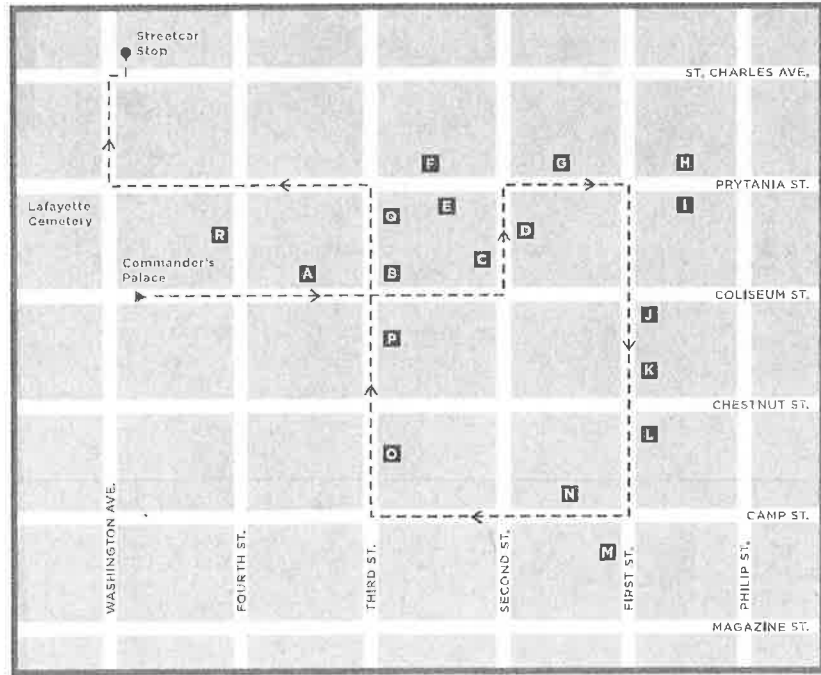 Streetcar
Stop
ST. CHARLES AVE.
F
G
H
PRYTANIA ST.
Lafayette
Cemetery
Q
E
I
R
D
Commander's
Palace
A
B
C
COLISEUM ST.
J
P
K
CHESTNUT ST.
L
O
N
CAMP ST.
M
WASHINGTON AVE.
FOURTH ST.
THIRD ST.
SECOND ST.
FIRST ST.
PHILIP ST.
MAGAZINE ST.